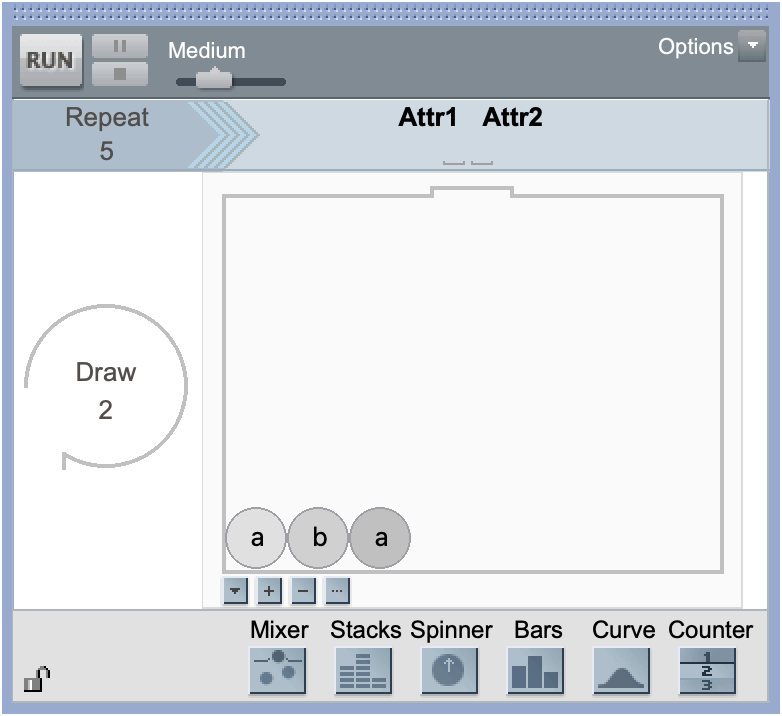 RUN
Medium
Options
Repeat
5
Attr1 Attr2
Draw
2
a b a
Mixer Stacks Spinner Bars Curve Counter
1
2
3